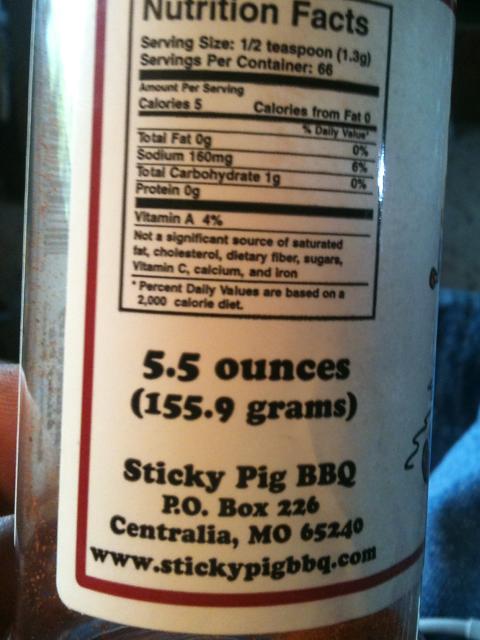 Nutrition Facts
Serving Size: 1/2 teaspoon (1.3g)
Servings Per Container: 66
Amount Per Serving
Calories 5 Calories from Fat 0
% Daily Value*
Total Fat 0g 0%
Sodium 160mg 6%
Total Carbohydrate 1g 0%
Protein 0g
Vitamin A 4%
Not a significant source of saturated
fat, cholesterol, dietary fiber, sugars,
Vitamin C, calcium, and iron
*Percent Daily Values are based on a
2,000 calorie diet.
5.5 ounces
(155.9 grams)
Sticky Pig BBQ
P.O. Box 226
Centralia, MO 65240
www.stickypigbbq.com